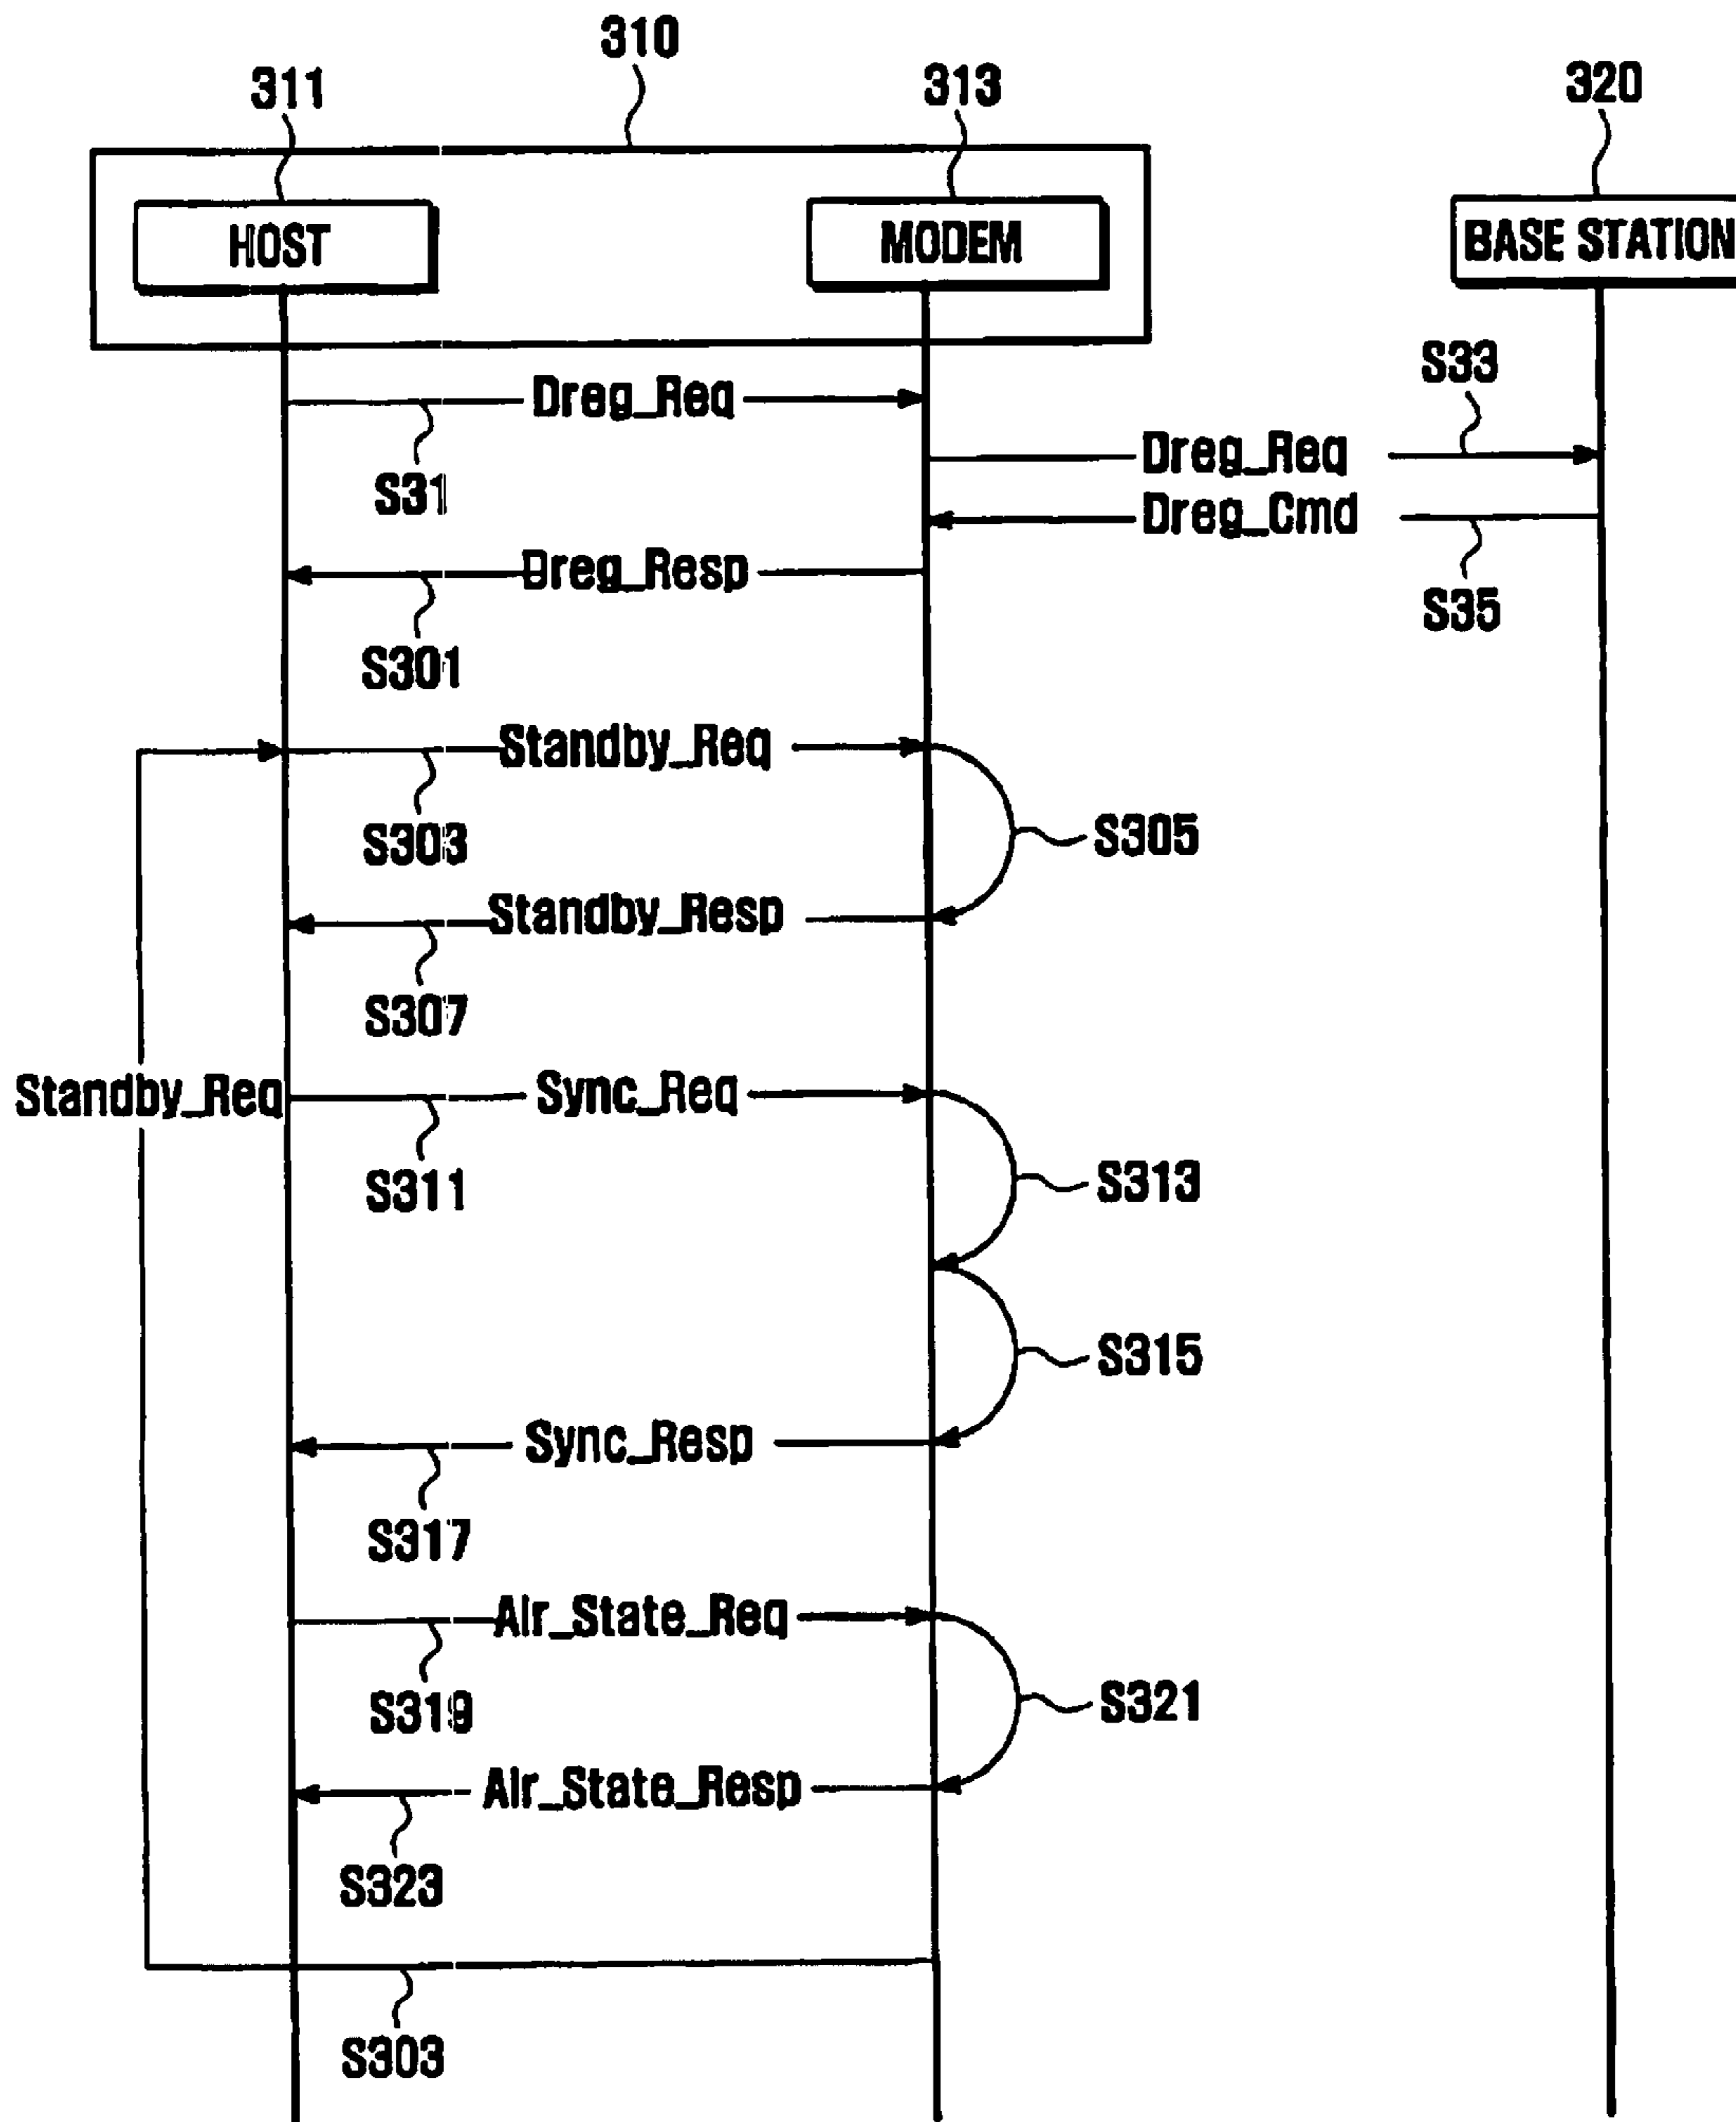 310
311
313
320
HOST
MODEM
BASE STATION
Dreg_Req
S33
S31
Dreg_Req
Dreg_Cmd
Dreg_Resp
S35
S301
Standby_Req
S303
S305
Standby_Resp
S307
Standby_Req
Sync_Req
S311
S313
S315
Sync_Resp
S317
Air_State_Req
S319
S321
Air_State_Resp
S323
S303